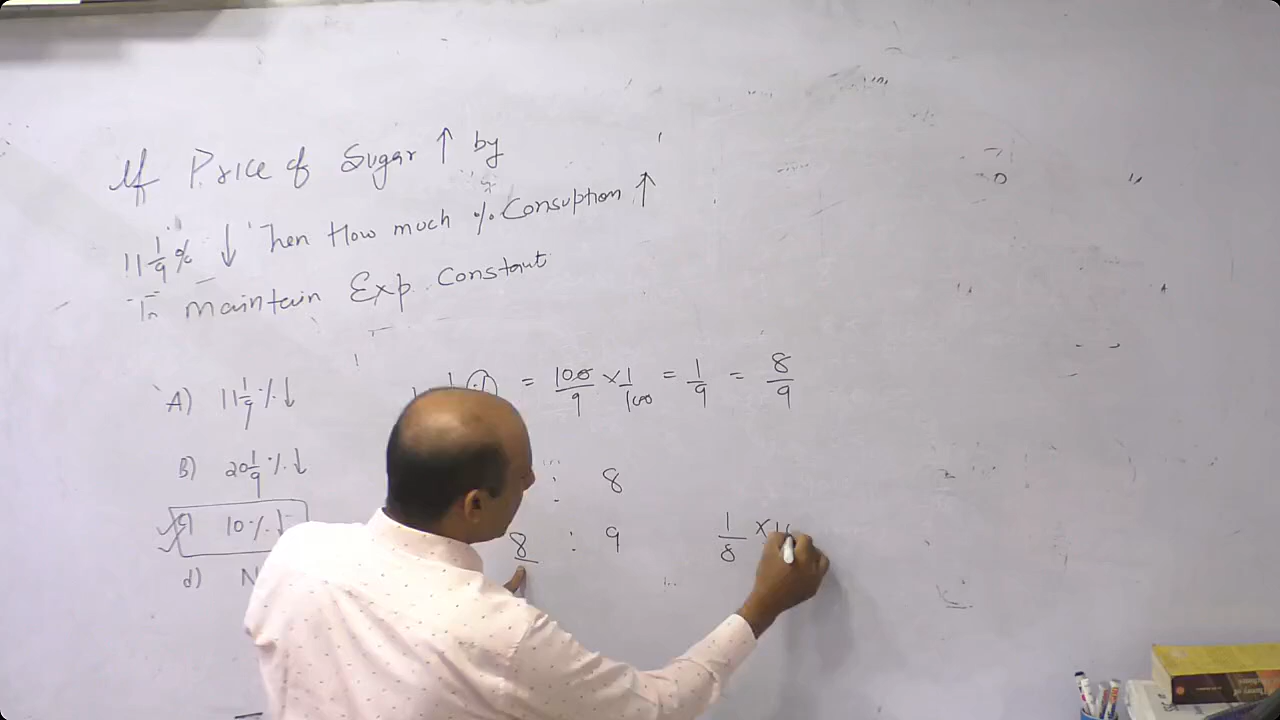 If Price of Sugar ↑ by
11 1/9 % ↓ Then How much % Consuption ↑
To maintain Exp. Constant
A) 11 1/9 % ↓
B) 20 1/9 % ↓
c) 10 % ↓
d) N
= 100/9 × 1/100 = 1/9 = 8/9
: 8
8 : 9
1/8 ×